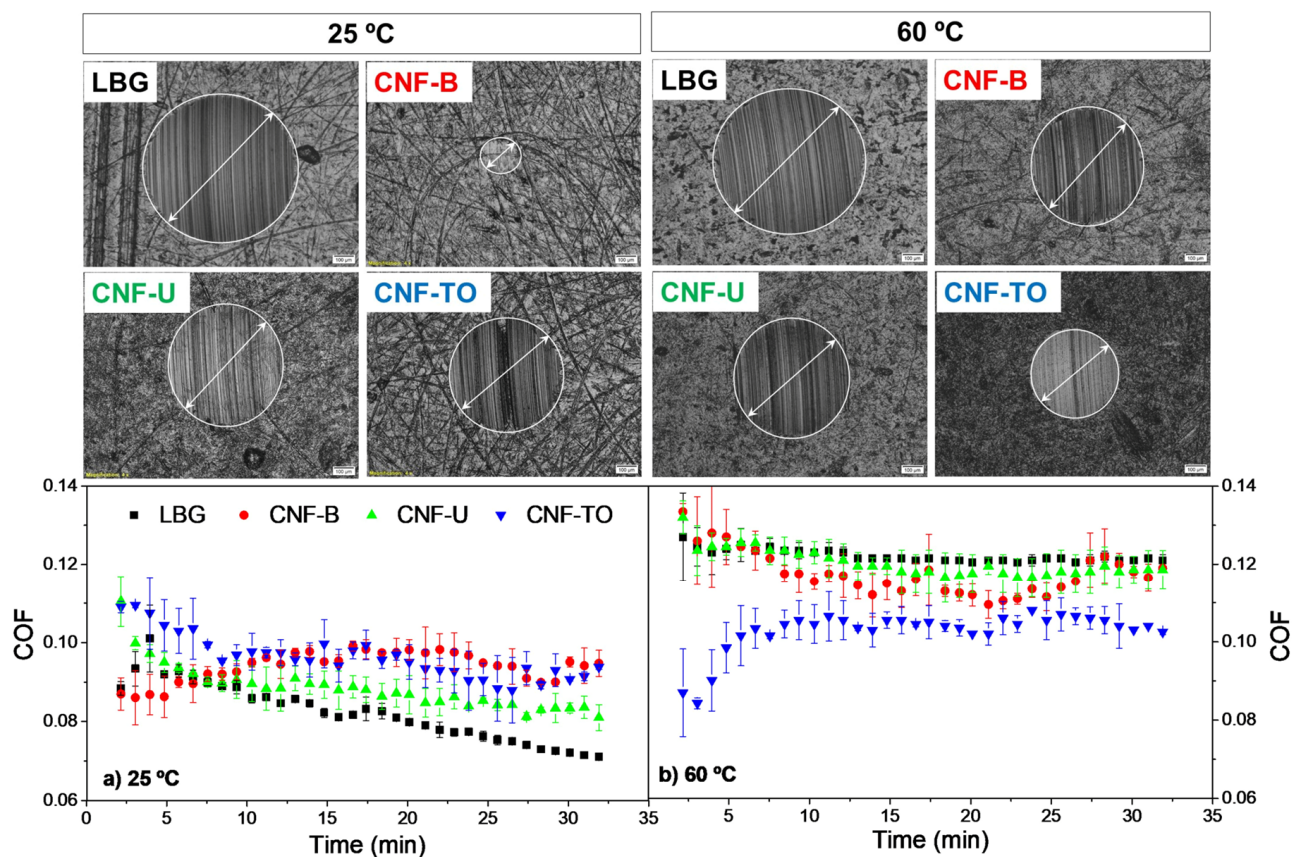 25 ºC
60 ºC
LBG
CNF-B
LBG
CNF-B
100 µm
100 µm
100 µm
100 µm
CNF-U
CNF-TO
CNF-U
CNF-TO
100 µm
100 µm
100 µm
100 µm
LBG CNF-B CNF-U CNF-TO
0.14
0.12
0.10
0.08
0.06
COF
a) 25 ºC
0 5 10 15 20 25 30 35
Time (min)
0.14
0.12
0.10
0.08
0.06
COF
b) 60 ºC
5 10 15 20 25 30 35
Time (min)